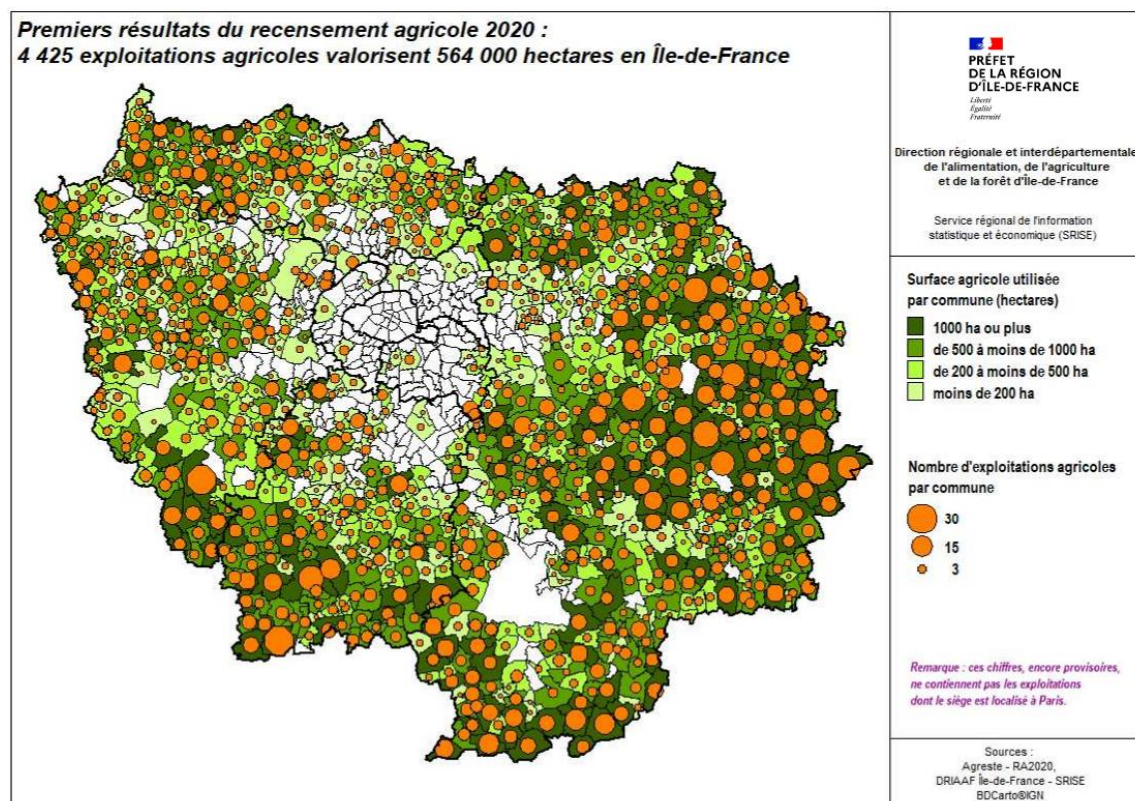 Premiers résultats du recensement agricole 2020 :
4 425 exploitations agricoles valorisent 564 000 hectares en Île-de-France
PRÉFET
DE LA RÉGION
D'ÎLE-DE-FRANCE
Liberté
Égalité
Fraternité
Direction régionale et interdépartementale
de l'alimentation, de l'agriculture
et de la forêt d'Île-de-France
Service régional de l'information
statistique et économique (SRISE)
Surface agricole utilisée
par commune (hectares)
1000 ha ou plus
de 500 à moins de 1000 ha
de 200 à moins de 500 ha
moins de 200 ha
Nombre d'exploitations agricoles
par commune
30
15
3
Remarque : ces chiffres, encore provisoires,
ne contiennent pas les exploitations
dont le siège est localisé à Paris.
Sources :
Agreste - RA2020,
DRIAAF Île-de-France - SRISE
BDCarto®IGN